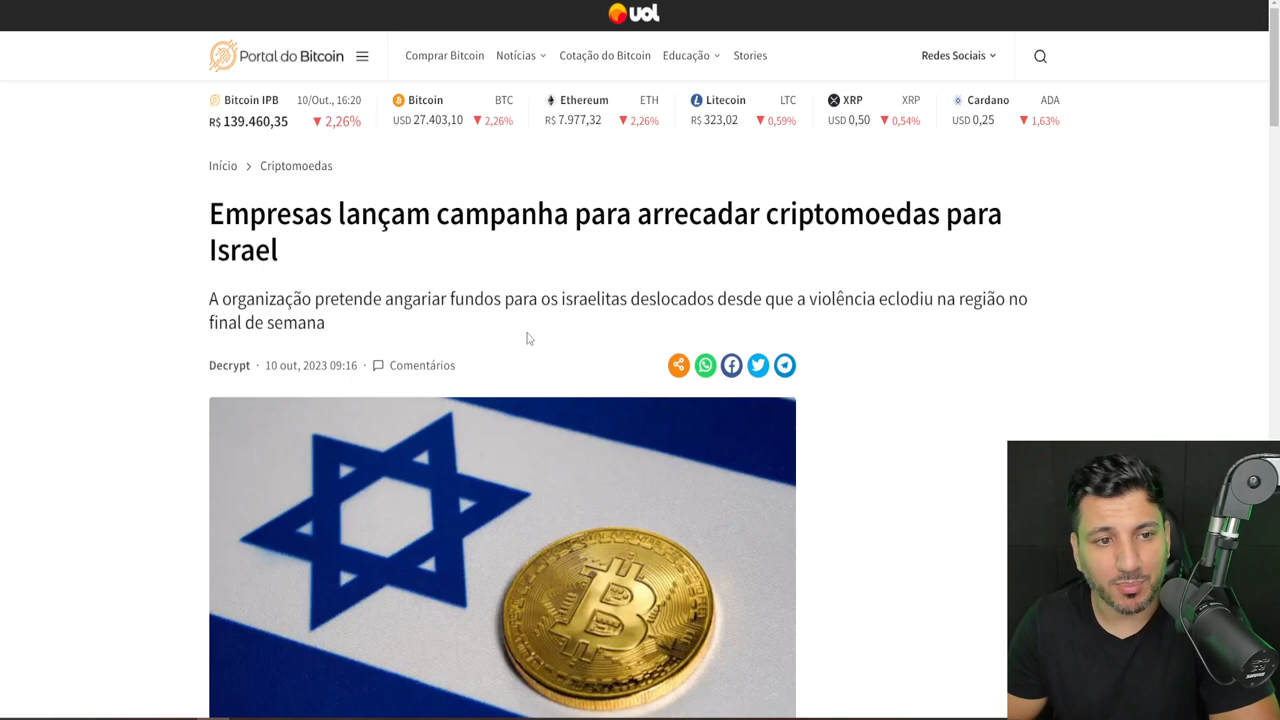 uol
Portal do Bitcoin
Comprar Bitcoin Notícias Cotação do Bitcoin Educação Stories Redes Sociais
Bitcoin IPB 10/Out., 16:20 Bitcoin BTC Ethereum ETH Litecoin LTC XRP XRP Cardano ADA
R$ 139.460,35 ▼ 2,26% USD 27.403,10 ▼ 2,26% R$ 7.977,32 ▼ 2,26% R$ 323,02 ▼ 0,59% USD 0,50 ▼ 0,54% USD 0,25 ▼ 1,63%
Início > Criptomoedas
Empresas lançam campanha para arrecadar criptomoedas para
Israel
A organização pretende angariar fundos para os israelitas deslocados desde que a violência eclodiu na região no
final de semana
Decrypt · 10 out, 2023 09:16 · Comentários